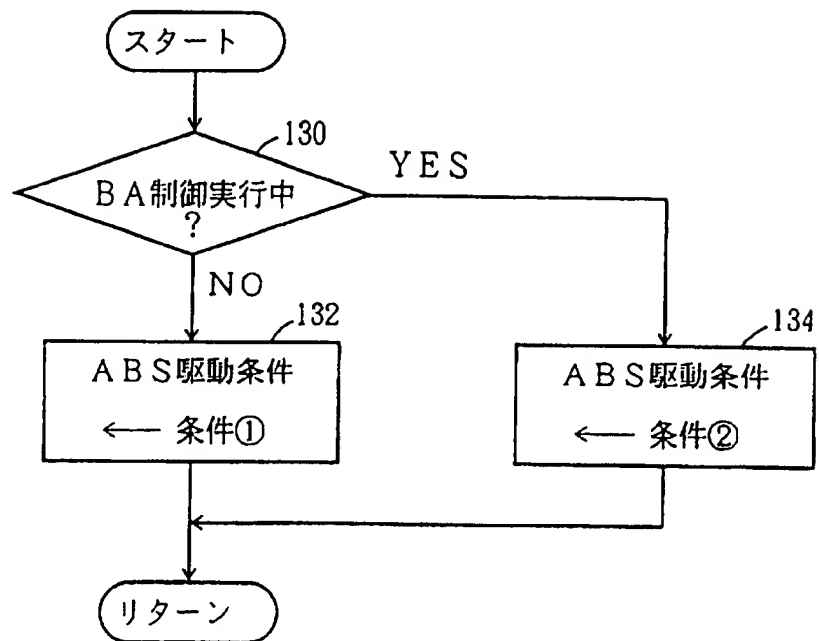 スタート
130
BA制御実行中
?
YES
NO
132
ABS駆動条件
← 条件①
134
ABS駆動条件
← 条件②
リターン